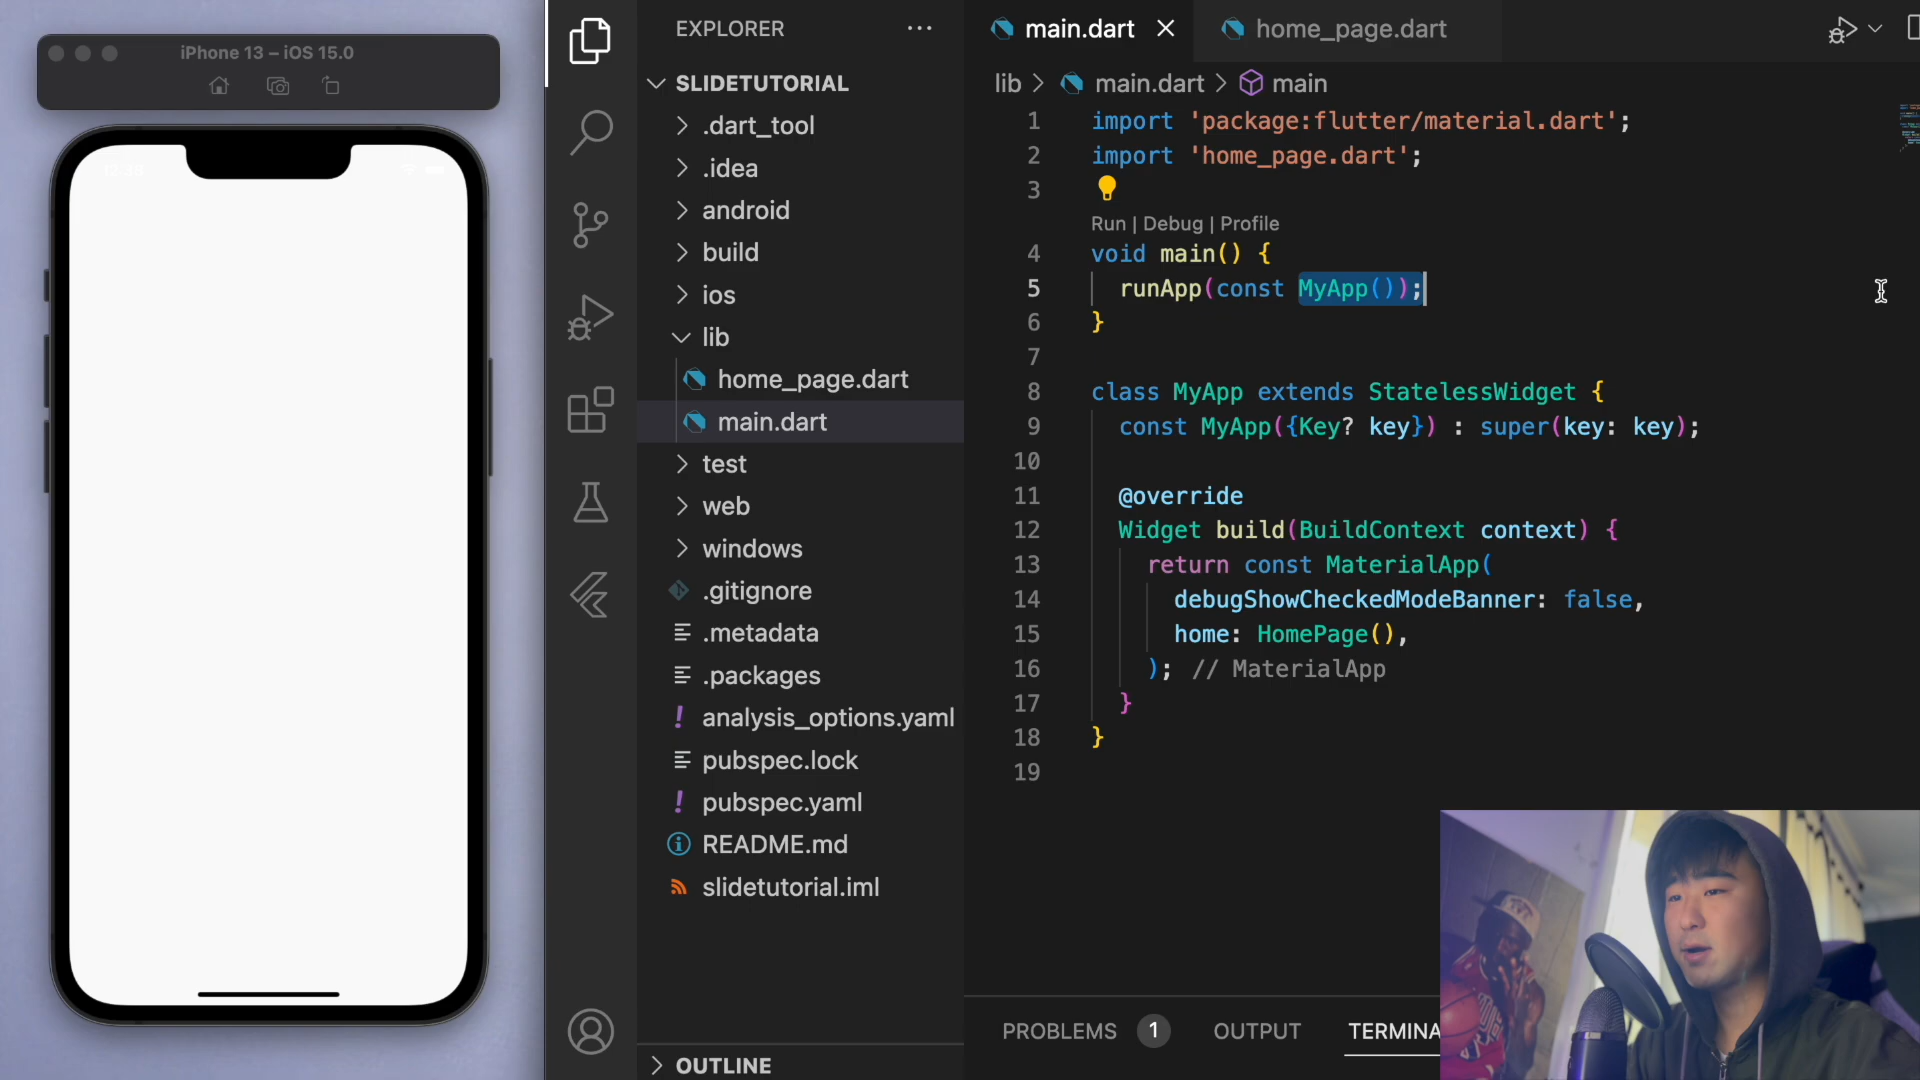 iPhone 13 – iOS 15.0
EXPLORER
SLIDETUTORIAL
.dart_tool
.idea
android
build
ios
lib
home_page.dart
main.dart
test
web
windows
.gitignore
.metadata
.packages
! analysis_options.yaml
pubspec.lock
! pubspec.yaml
README.md
slidetutorial.iml
OUTLINE
main.dart
home_page.dart
lib > main.dart > main
1 import 'package:flutter/material.dart';
2 import 'home_page.dart';
3
Run | Debug | Profile
4 void main() {
5 runApp(const MyApp());
6 }
7
8 class MyApp extends StatelessWidget {
9 const MyApp({Key? key}) : super(key: key);
10
11 @override
12 Widget build(BuildContext context) {
13 return const MaterialApp(
14 debugShowCheckedModeBanner: false,
15 home: HomePage(),
16 ); // MaterialApp
17 }
18 }
19
PROBLEMS 1 OUTPUT TERMINA